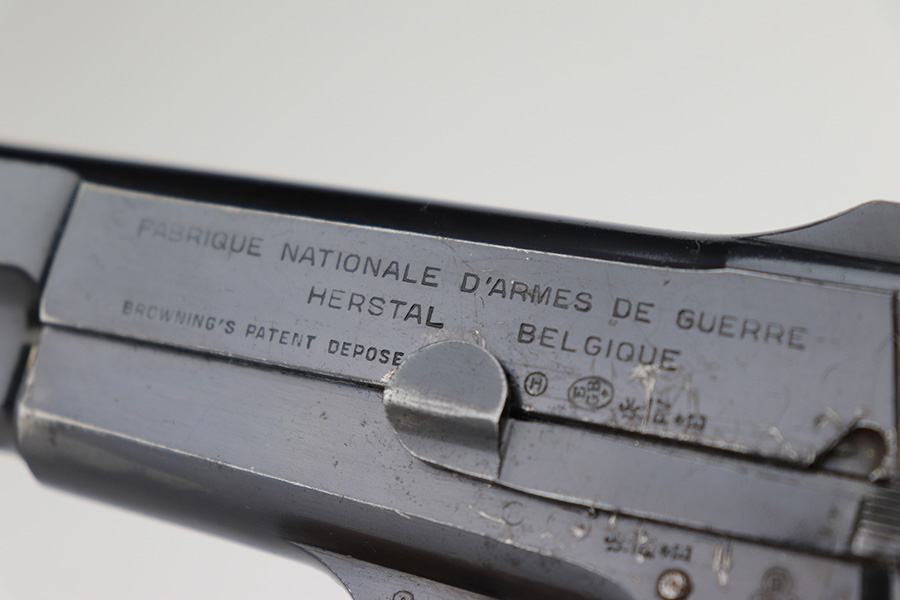 FABRIQUE NATIONALE D'ARMES DE GUERRE
HERSTAL BELGIQUE
BROWNING'S PATENT DEPOSE